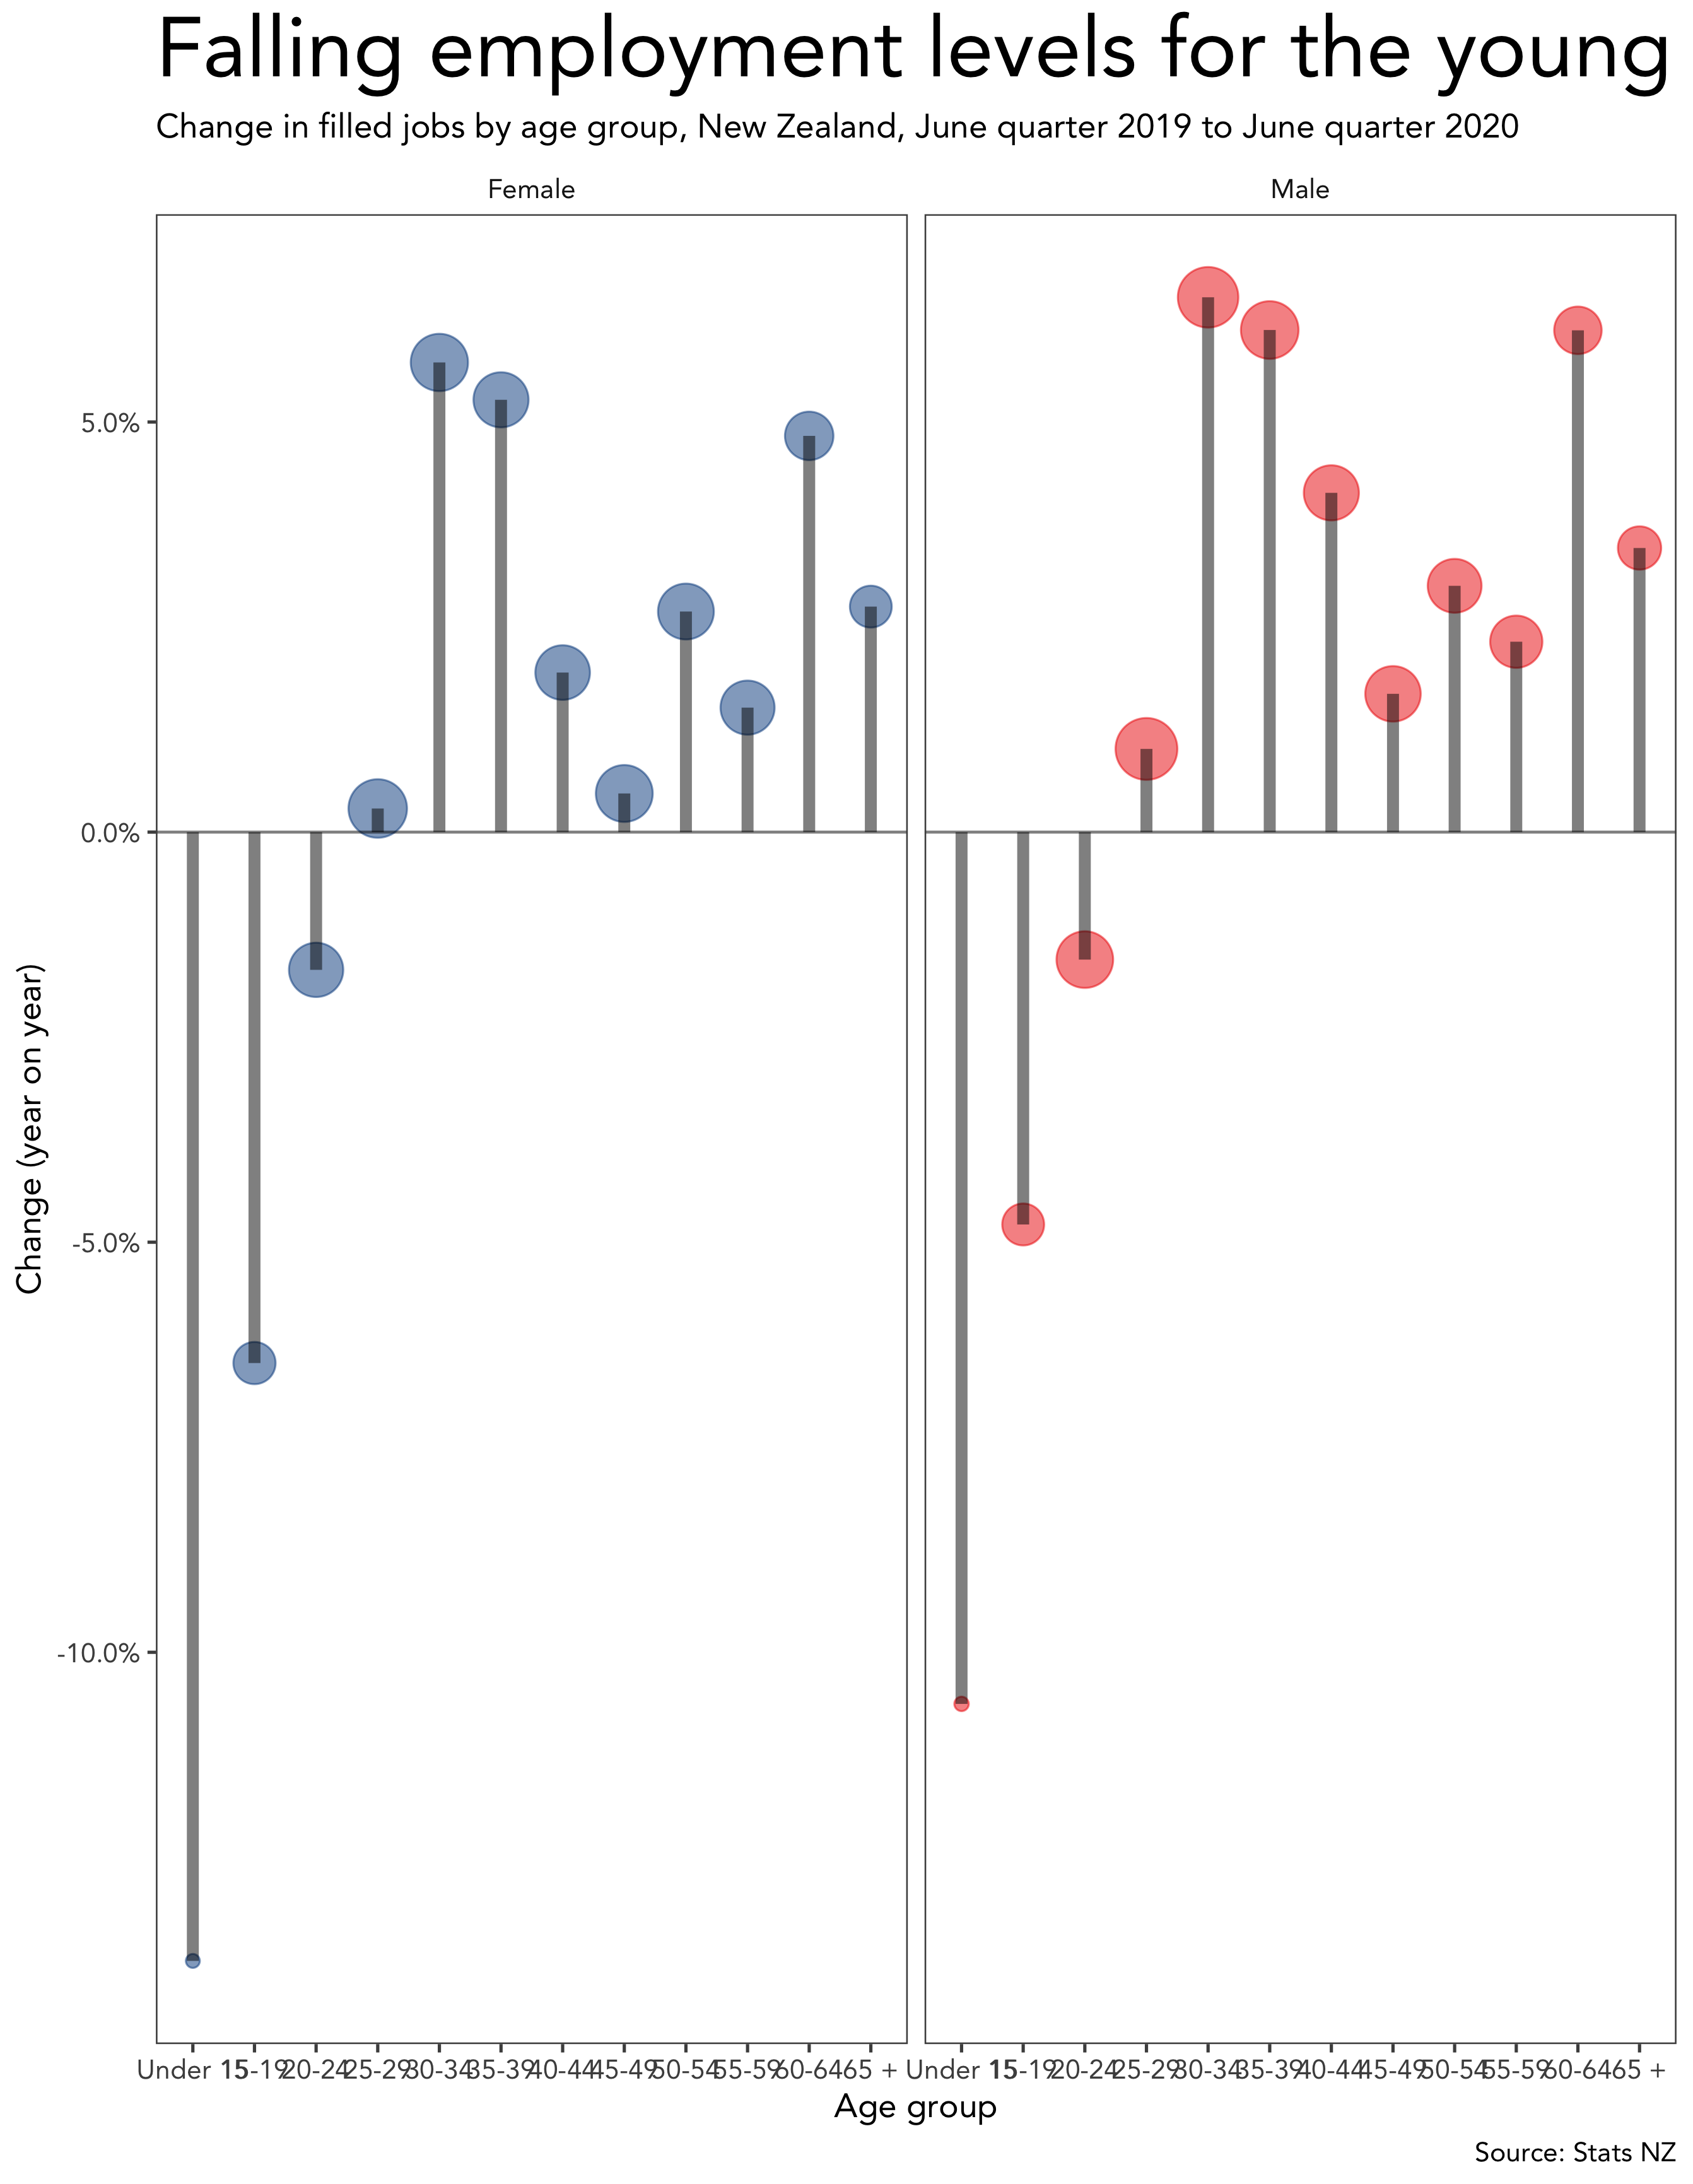 Falling employment levels for the young
Change in filled jobs by age group, New Zealand, June quarter 2019 to June quarter 2020
Female
Male
5.0%
0.0%
-5.0%
-10.0%
Change (year on year)
Under 15 15-19 20-24 25-29 30-34 35-39 40-44 45-49 50-54 55-59 60-64 65 +
Under 15 15-19 20-24 25-29 30-34 35-39 40-44 45-49 50-54 55-59 60-64 65 +
Age group
Source: Stats NZ